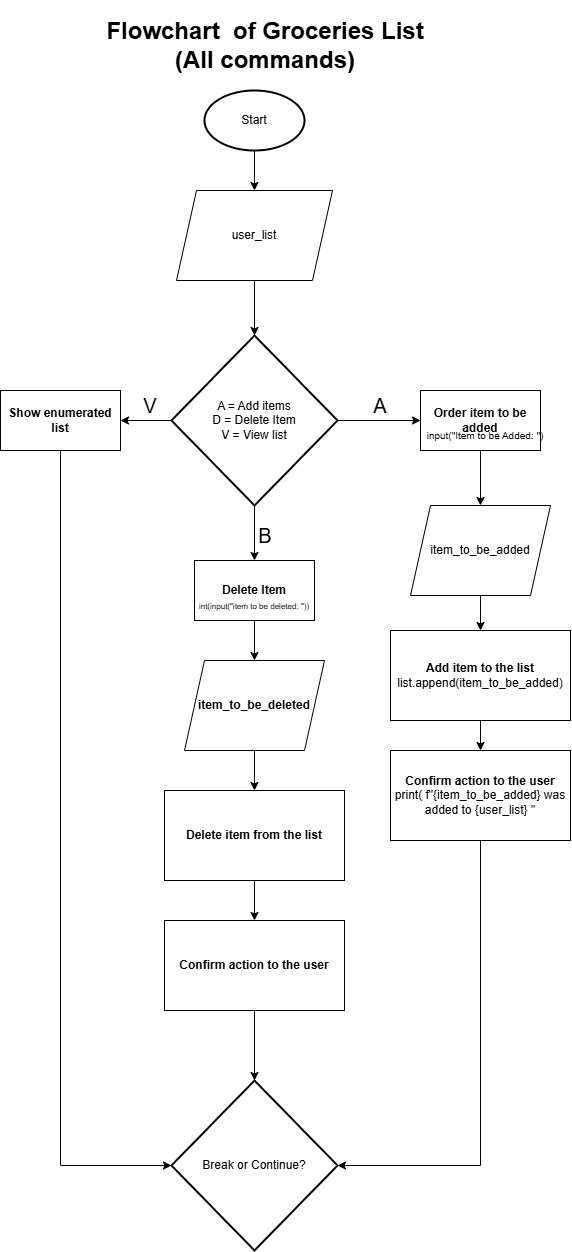 Flowchart  of Groceries List
(All commands)
Start
user_list
A = Add items
D = Delete Item
V = View list
V
Show enumerated
list
A
Order item to be
added
input("Item to be Added: ")
item_to_be_added
Add item to the list
list.append(item_to_be_added)
Confirm action to the user
print( f"{item_to_be_added} was
added to {user_list} "
B
Delete Item
int(input("item to be deleted: "))
item_to_be_deleted
Delete item from the list
Confirm action to the user
Break or Continue?